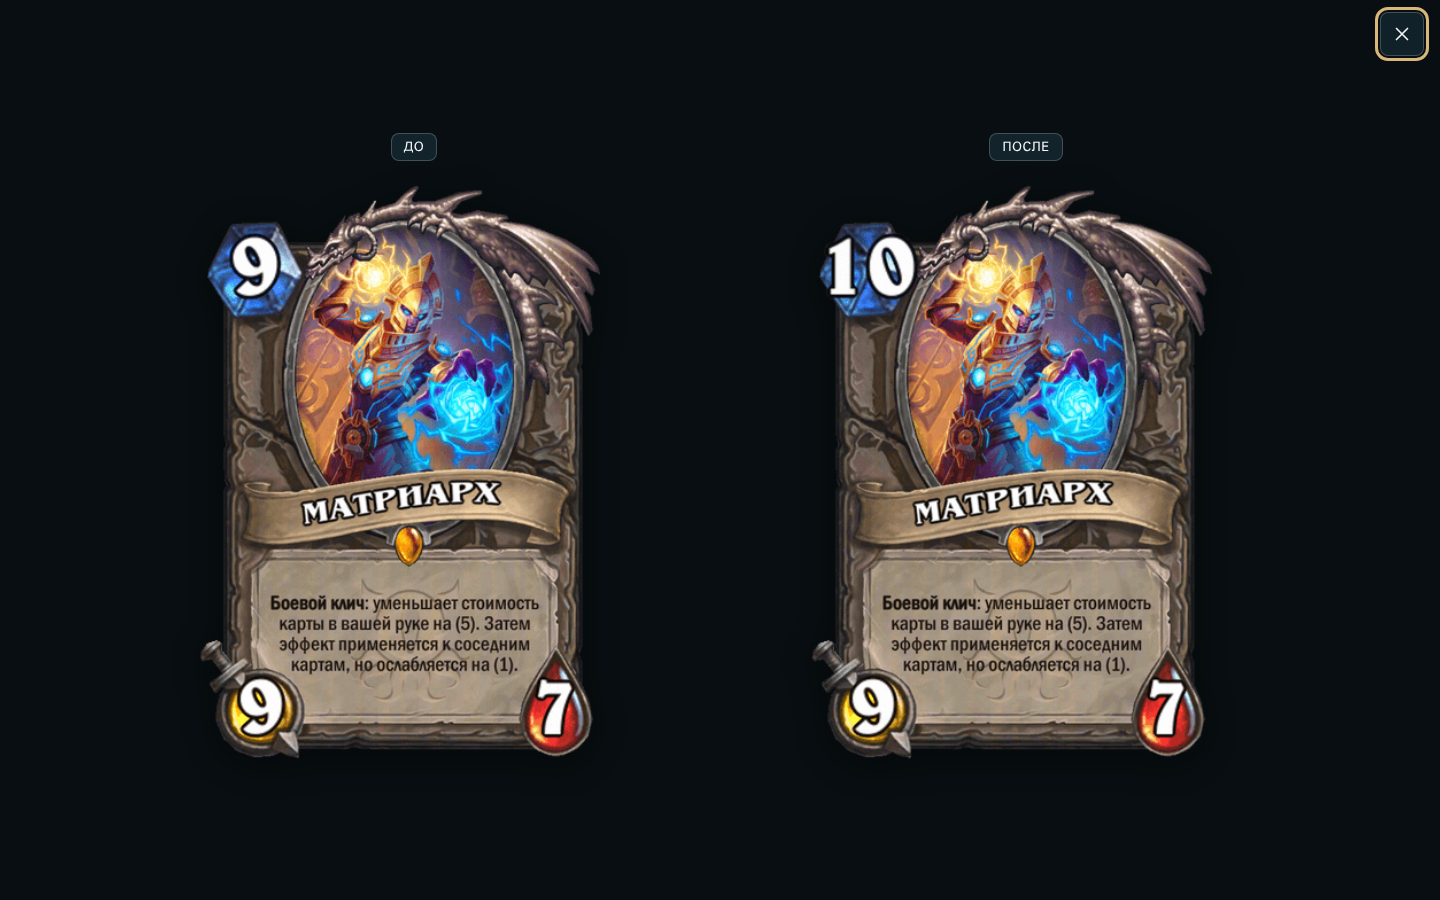 ДО
9
МАТРИАРХ
Боевой клич: уменьшает стоимость
карты в вашей руке на (5). Затем
эффект применяется к соседним
картам, но ослабляется на (1).
9
7
ПОСЛЕ
10
МАТРИАРХ
Боевой клич: уменьшает стоимость
карты в вашей руке на (5). Затем
эффект применяется к соседним
картам, но ослабляется на (1).
9
7